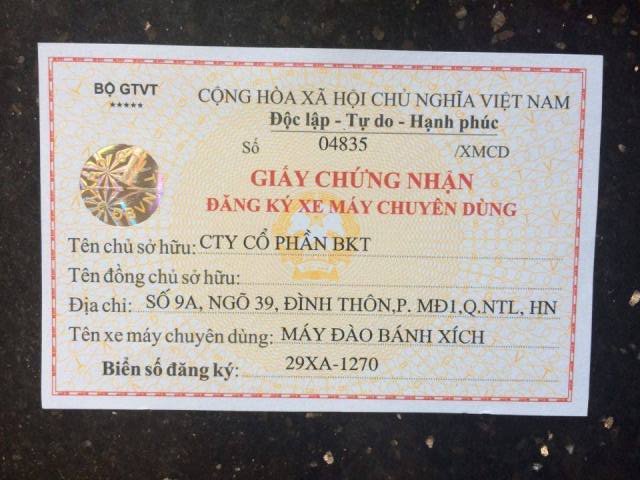 BỘ GTVT
★★★★★
CỘNG HÒA XÃ HỘI CHỦ NGHĨA VIỆT NAM
Độc lập - Tự do - Hạnh phúc
Số 04835 /XMCD
GIẤY CHỨNG NHẬN
ĐĂNG KÝ XE MÁY CHUYÊN DÙNG
Tên chủ sở hữu: CTY CỔ PHẦN BKT
Tên đồng chủ sở hữu:
Địa chỉ: SỐ 9A, NGÕ 39, ĐÌNH THÔN,P. MĐ1,Q.NTL, HN
Tên xe máy chuyên dùng: MÁY ĐÀO BÁNH XÍCH
Biển số đăng ký: 29XA-1270